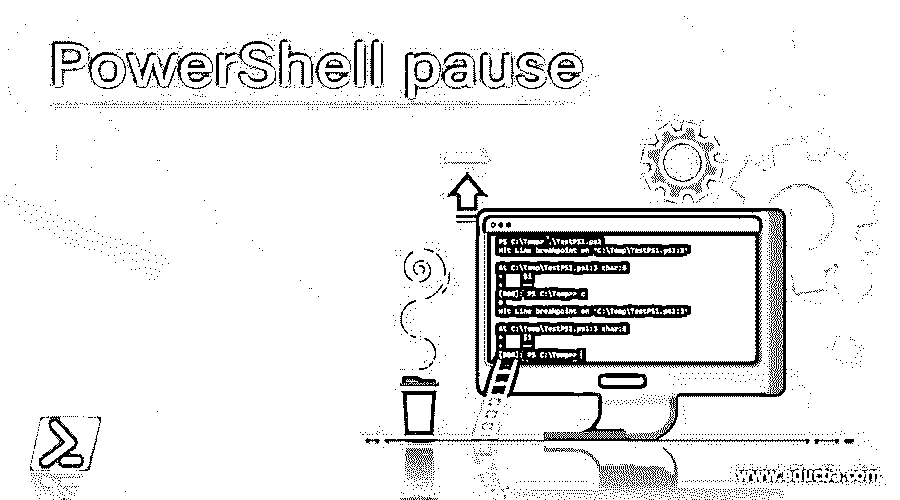 PowerShell pause
PS C:\Temp> .\TestPS1.ps1
Hit Line breakpoint on 'C:\Temp\TestPS1.ps1:3'
At C:\Temp\TestPS1.ps1:3 char:6
+
[DBG]: PS C:\Temp> c
Hit Line breakpoint on 'C:\Temp\TestPS1.ps1:3'
At C:\Temp\TestPS1.ps1:3 char:6
+
[DBG]: PS C:\Temp>
www.educba.com